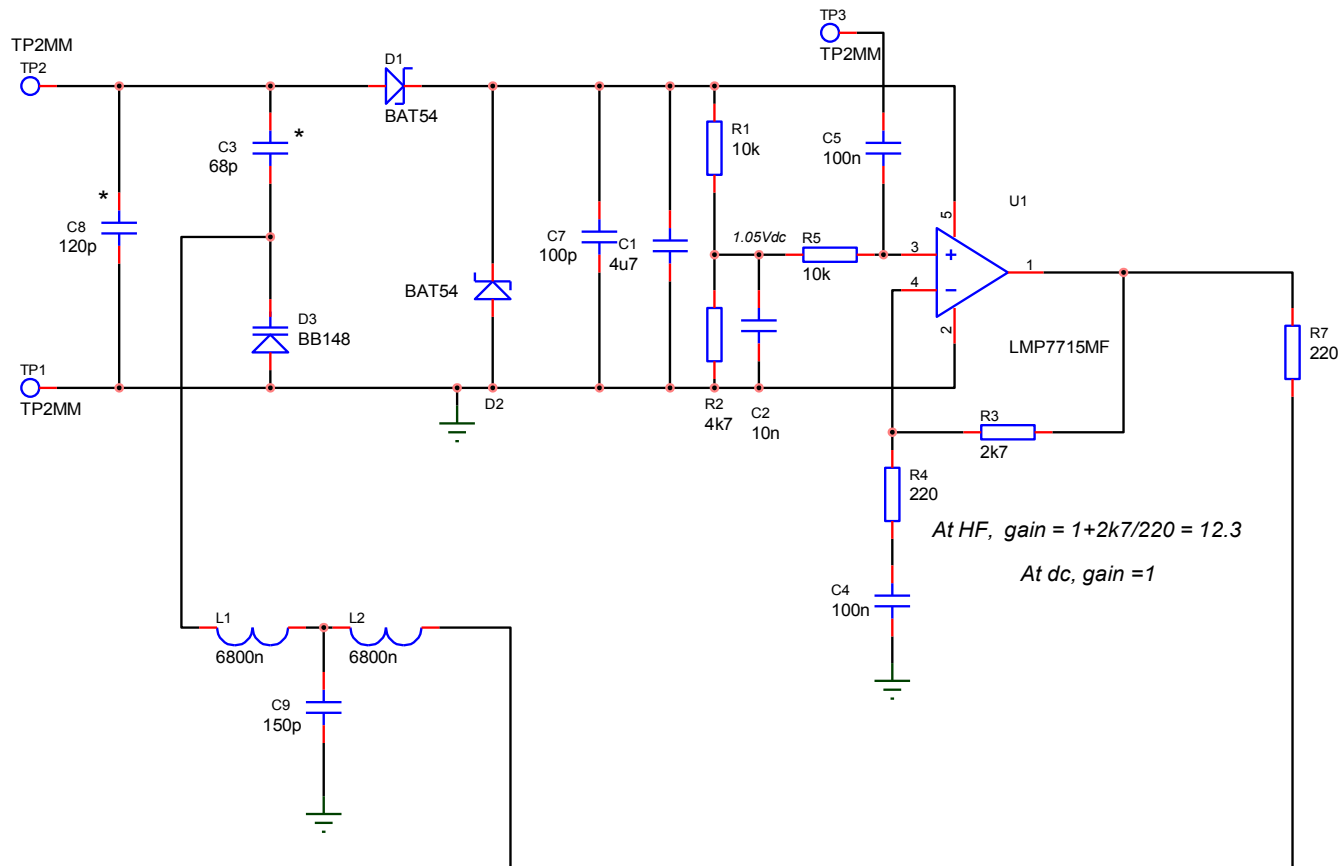 TP3
TP2MM
TP2MM
TP2
D1
BAT54
C3
68p
*
R1
10k
C5
100n
U1
*
C8
120p
C7
100p
C1
4u7
1.05Vdc
R5
10k
3
4
5
2
1
BAT54
D3
BB148
LMP7715MF
R7
220
TP1
TP2MM
D2
R2
4k7
C2
10n
R3
2k7
R4
220
At HF, gain = 1+2k7/220 = 12.3
At dc, gain =1
C4
100n
L1
6800n
L2
6800n
C9
150p